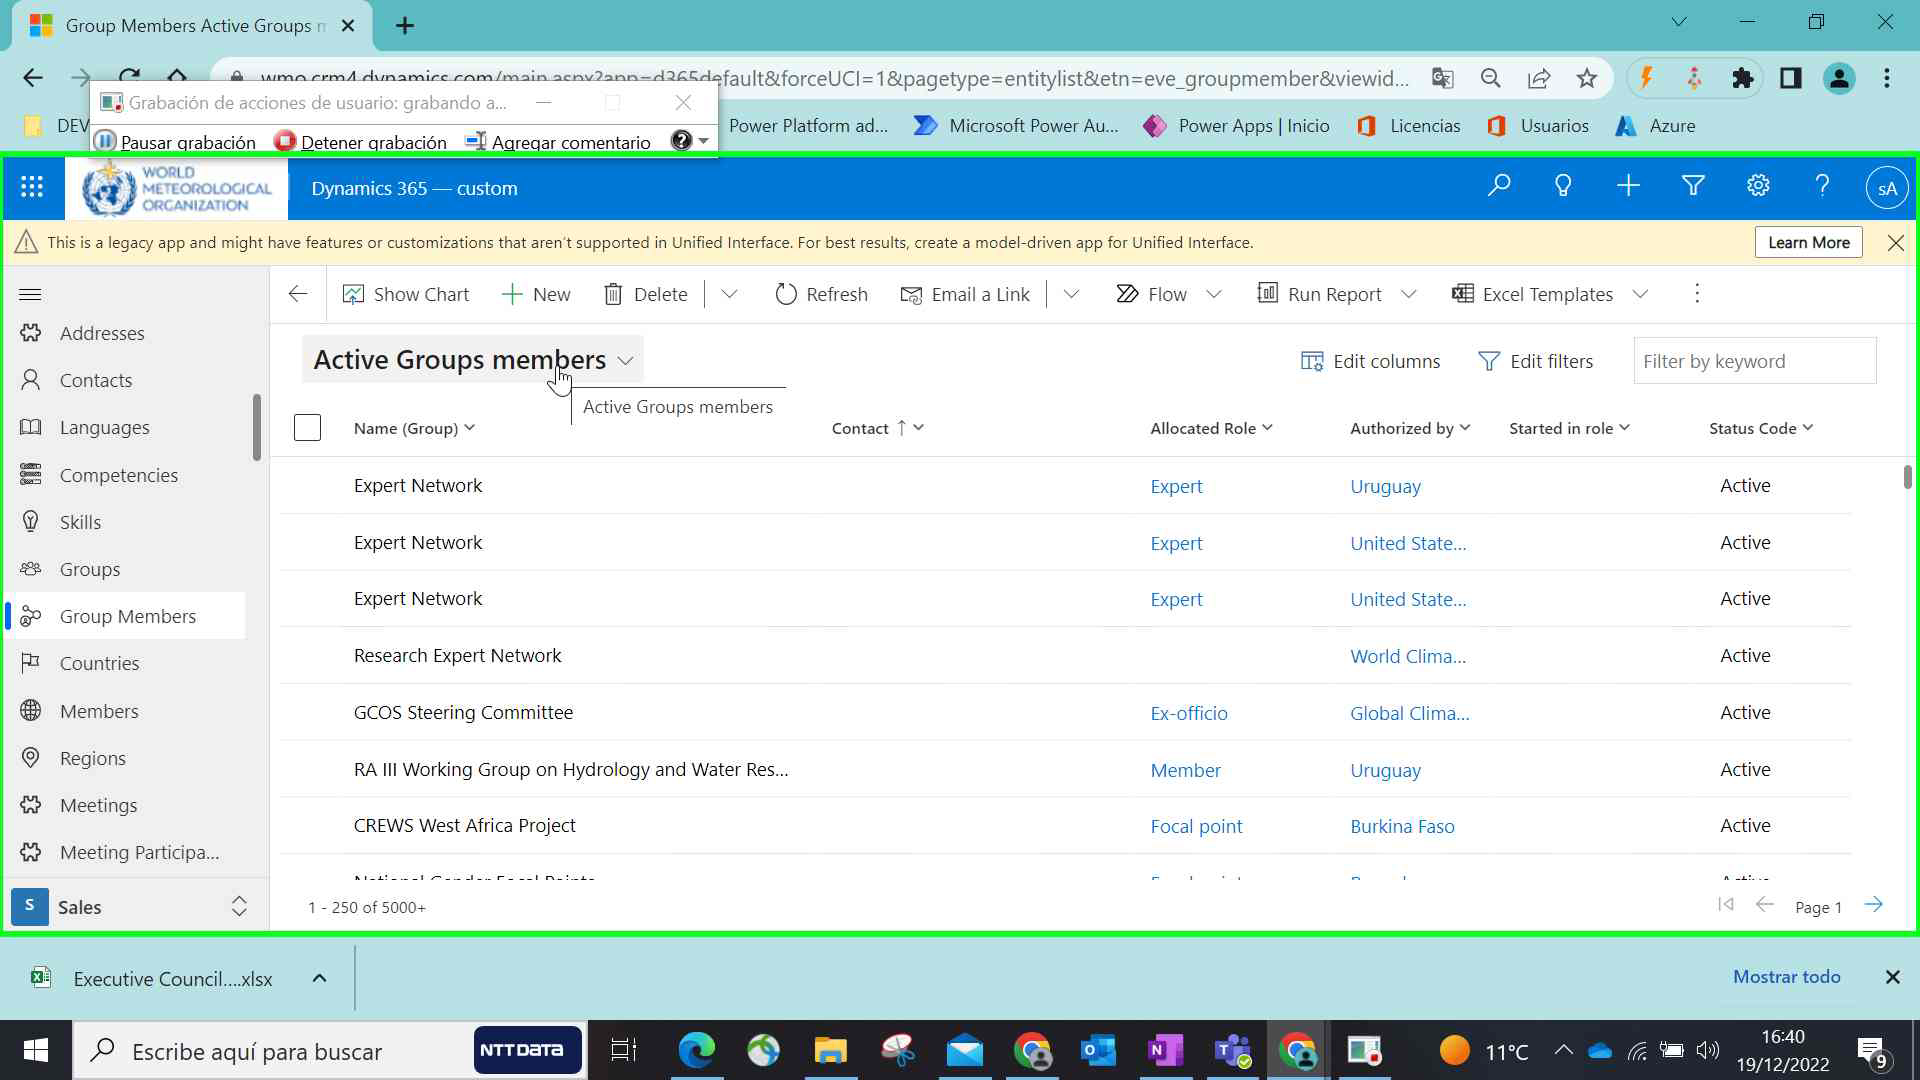 Group Members Active Groups m
wmo.crm4.dynamics.com/main.aspx?app=d365default&forceUCI=1&pagetype=entitylist&etn=eve_groupmember&viewid...
Grabación de acciones de usuario: grabando a...
Pausar grabación Detener grabación Agregar comentario
DEV Power Platform ad... Microsoft Power Au... Power Apps | Inicio Licencias Usuarios Azure
WORLD
METEOROLOGICAL
ORGANIZATION
Dynamics 365 — custom
sA
This is a legacy app and might have features or customizations that aren't supported in Unified Interface. For best results, create a model-driven app for Unified Interface.
Learn More
Show Chart New Delete Refresh Email a Link Flow Run Report Excel Templates
Addresses
Contacts
Languages
Competencies
Skills
Groups
Group Members
Countries
Members
Regions
Meetings
Meeting Participa...
S Sales
Active Groups members
Edit columns Edit filters Filter by keyword
Active Groups members
Name (Group) Contact ↑ Allocated Role Authorized by Started in role Status Code
Expert Network Expert Uruguay Active
Expert Network Expert United State... Active
Expert Network Expert United State... Active
Research Expert Network World Clima... Active
GCOS Steering Committee Ex-officio Global Clima... Active
RA III Working Group on Hydrology and Water Res... Member Uruguay Active
CREWS West Africa Project Focal point Burkina Faso Active
1 - 250 of 5000+
Page 1
Executive Council....xlsx
Mostrar todo
Escribe aquí para buscar
NTT DATA
11°C
16:40
19/12/2022
9